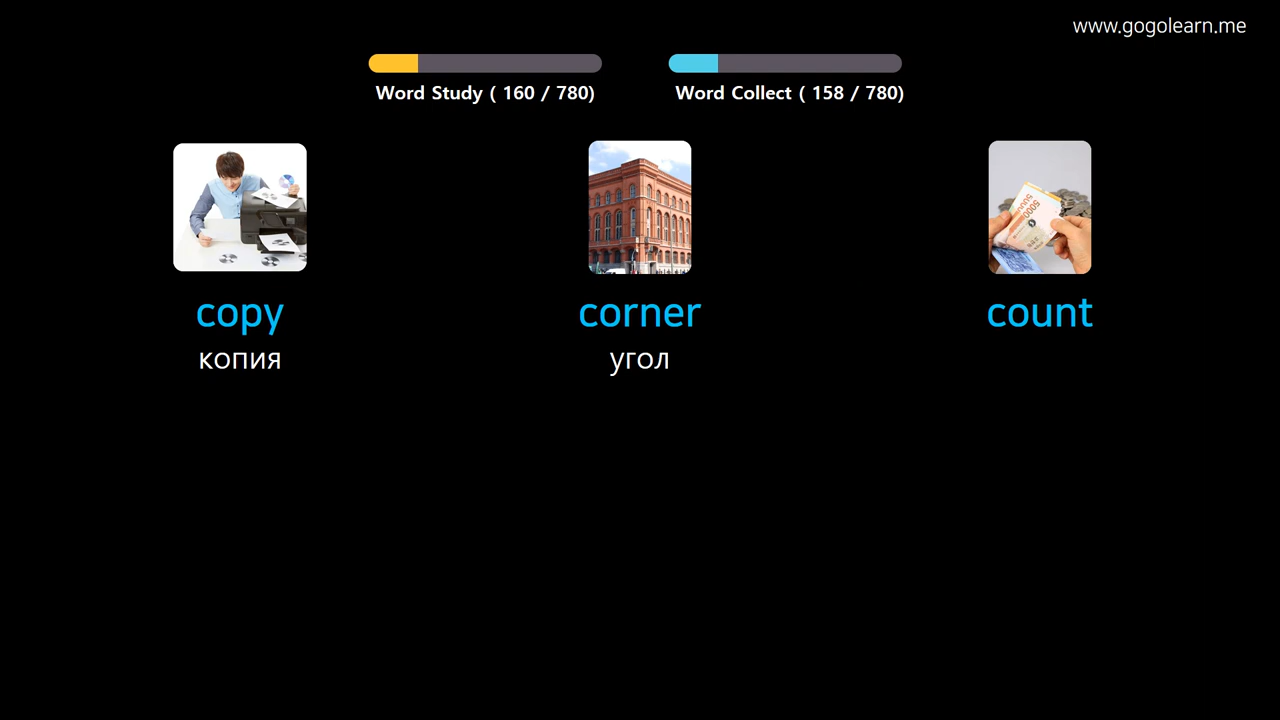 www.gogolearn.me
Word Study ( 160 / 780)
Word Collect ( 158 / 780)
copy
corner
count
копия
угол